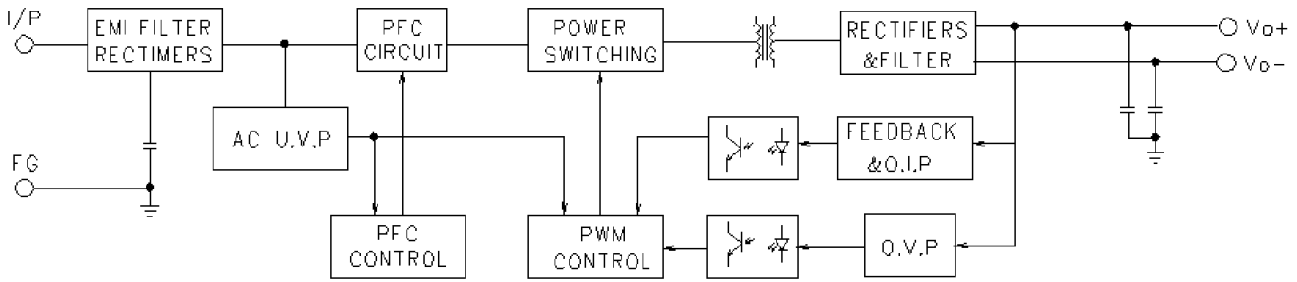 I/P
EMI FILTER
RECTIMERS
PFC
CIRCUIT
POWER
SWITCHING
RECTIFIERS
&FILTER
Vo+
Vo-
AC U.V.P
FEEDBACK
&O.I.P
FG
PFC
CONTROL
PWM
CONTROL
O.V.P